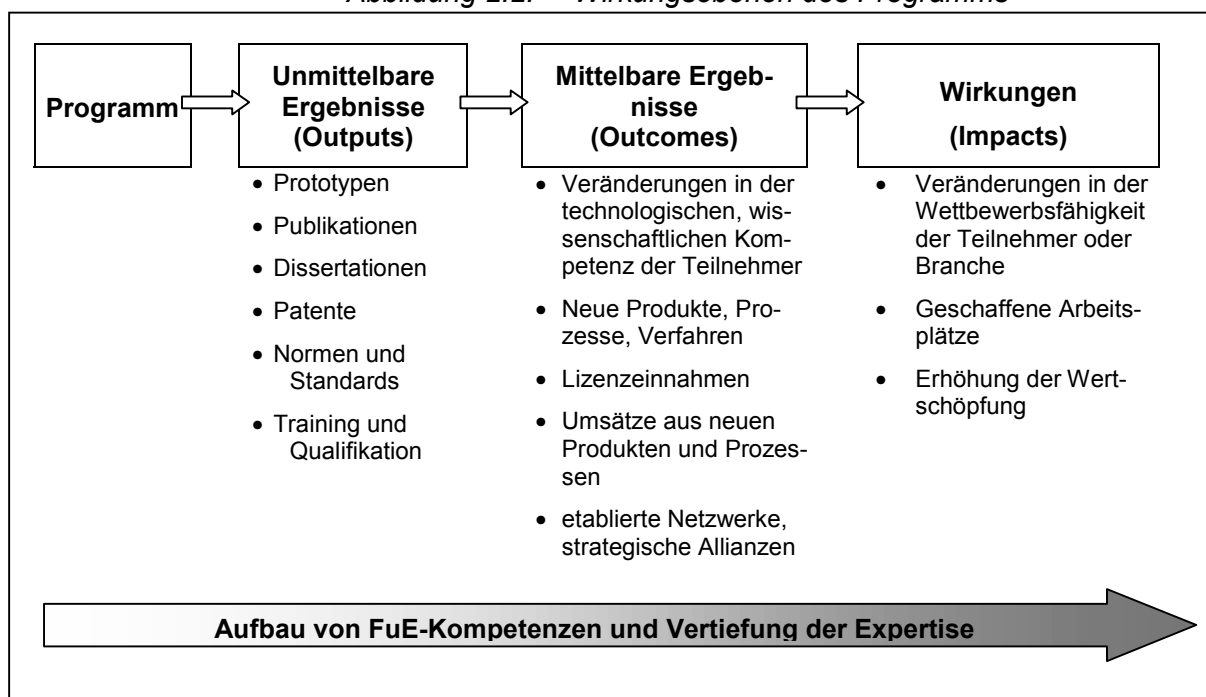 Abbildung 2.2: Wirkungsebenen des Programms
Programm
Unmittelbare
Ergebnisse
(Outputs)
• Prototypen
• Publikationen
• Dissertationen
• Patente
• Normen und
Standards
• Training und
Qualifikation
Mittelbare Ergeb-
nisse
(Outcomes)
• Veränderungen in der
technologischen, wis-
senschaftlichen Kom-
petenz der Teilnehmer
• Neue Produkte, Pro-
zesse, Verfahren
• Lizenzeinnahmen
• Umsätze aus neuen
Produkten und Prozes-
sen
• etablierte Netzwerke,
strategische Allianzen
Wirkungen
(Impacts)
• Veränderungen in der
Wettbewerbsfähigkeit
der Teilnehmer oder
Branche
• Geschaffene Arbeits-
plätze
• Erhöhung der Wert-
schöpfung
Aufbau von FuE-Kompetenzen und Vertiefung der Expertise